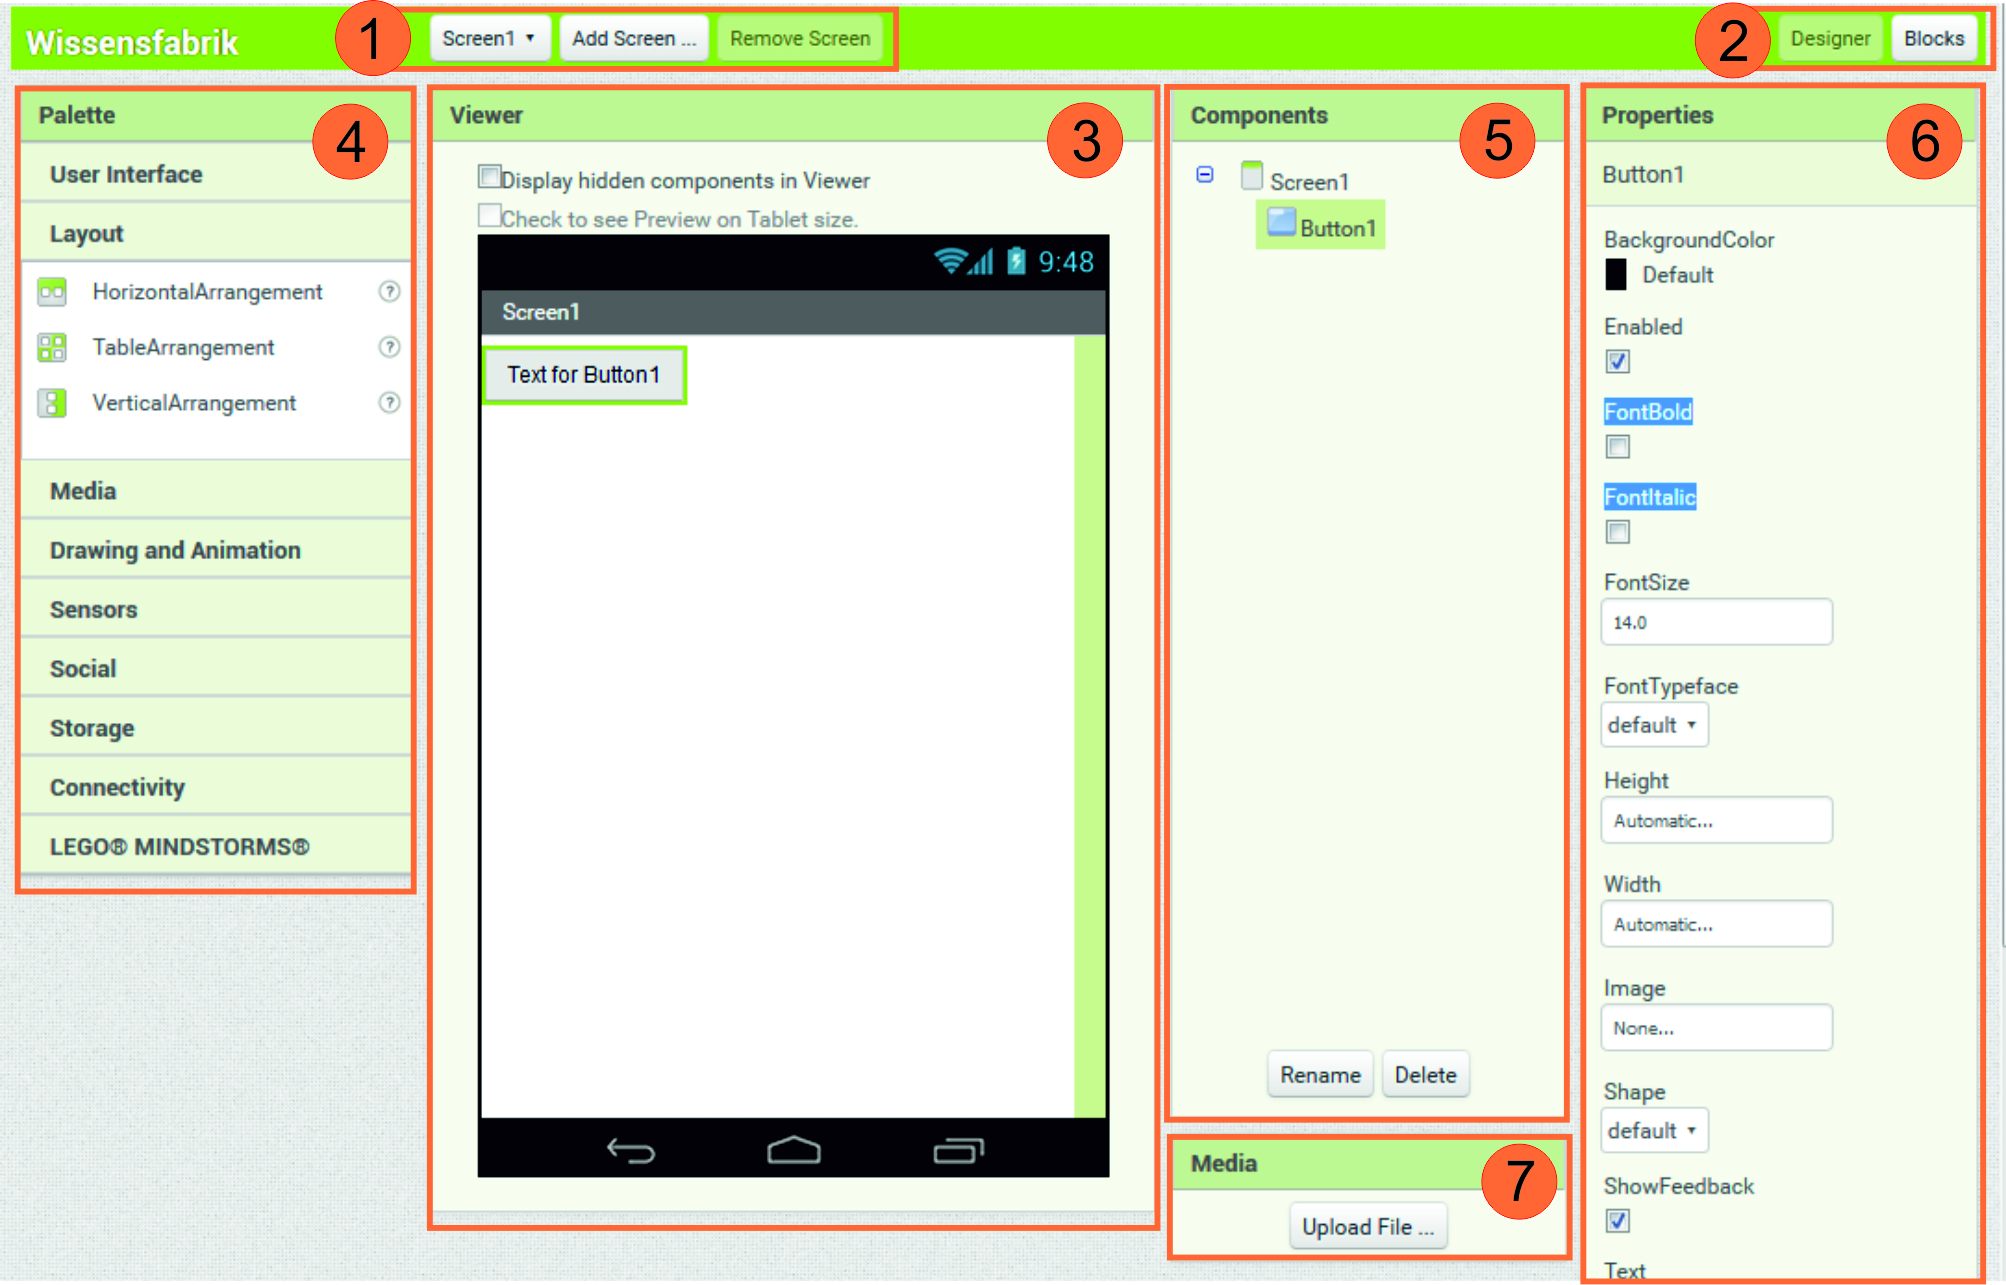 Wissensfabrik
1
Screen1 ▾
Add Screen ...
Remove Screen
2
Designer
Blocks
Palette
4
User Interface
Layout
HorizontalArrangement ?
TableArrangement ?
VerticalArrangement ?
Media
Drawing and Animation
Sensors
Social
Storage
Connectivity
LEGO® MINDSTORMS®
Viewer
3
Display hidden components in Viewer
Check to see Preview on Tablet size.
9:48
Screen1
Text for Button1
Components
5
Screen1
Button1
Rename
Delete
Media
7
Upload File ...
Properties
6
Button1
BackgroundColor
Default
Enabled
FontBold
FontItalic
FontSize
14.0
FontTypeface
default ▾
Height
Automatic...
Width
Automatic...
Image
None...
Shape
default ▾
ShowFeedback
Text